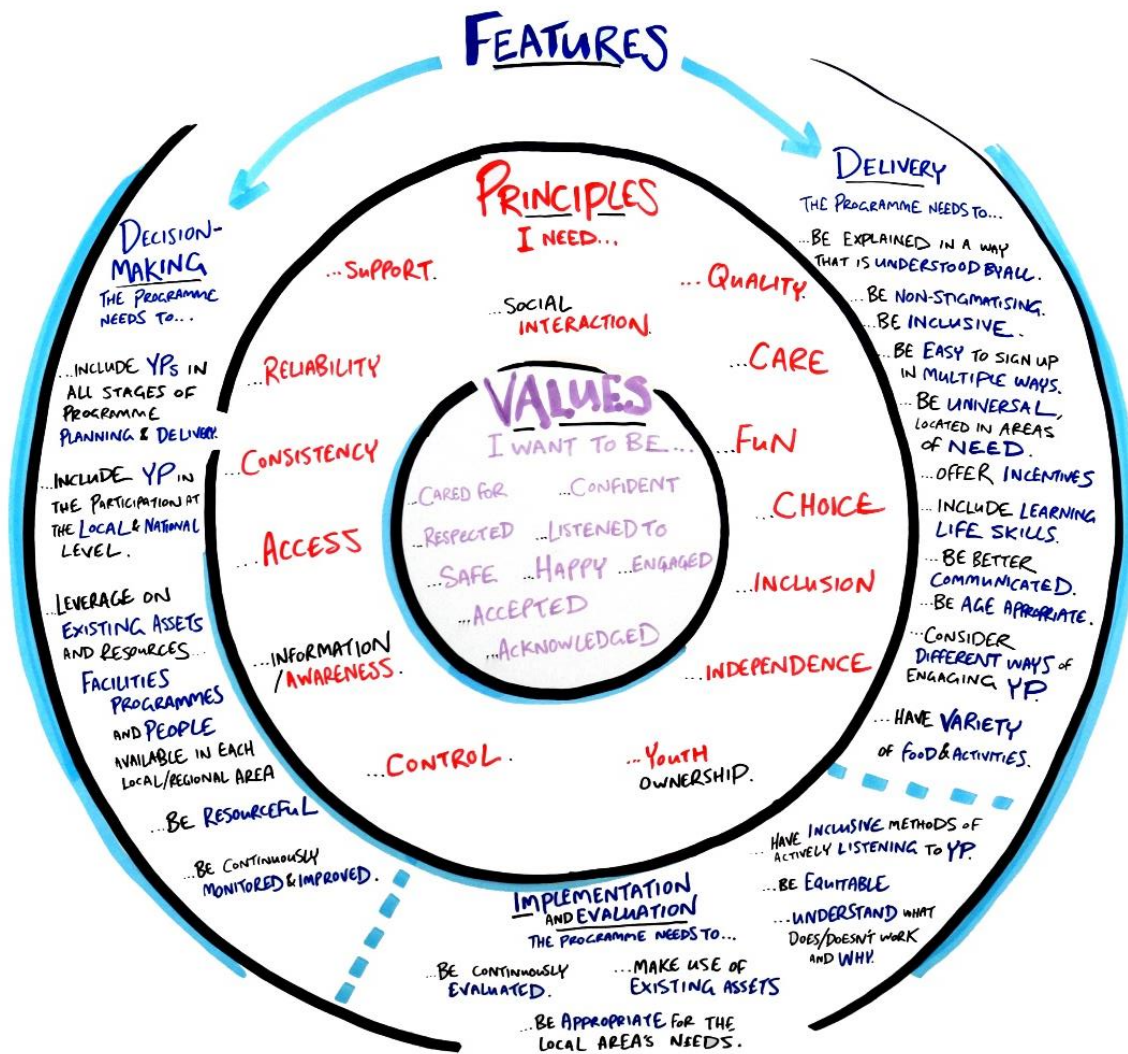 FEATURES
DECISION-
MAKING
THE PROGRAMME
NEEDS TO...
...INCLUDE YPs IN
ALL STAGES OF
PROGRAMME
PLANNING & DELIVERY.
...INCLUDE YP IN
THE PARTICIPATION AT
THE LOCAL & NATIONAL
LEVEL.
...LEVERAGE ON
EXISTING ASSETS
AND RESOURCES...
FACILITIES
PROGRAMMES
AND PEOPLE
AVAILABLE IN EACH
LOCAL/REGIONAL AREA
...BE RESOURCEFUL
...BE CONTINUOUSLY
MONITORED & IMPROVED.
PRINCIPLES
I NEED...
...SUPPORT.
...SOCIAL
INTERACTION.
...QUALITY.
...RELIABILITY
...CARE
...CONSISTENCY
...FUN
...ACCESS
...CHOICE
...INCLUSION
...INFORMATION
/AWARENESS.
...INDEPENDENCE
...CONTROL.
...YOUTH
OWNERSHIP.
VALUES
I WANT TO BE...
...CARED FOR
...CONFIDENT
...RESPECTED
...LISTENED TO
...SAFE
...HAPPY
...ENGAGED
...ACCEPTED
...ACKNOWLEDGED
DELIVERY
THE PROGRAMME NEEDS TO...
...BE EXPLAINED IN A WAY
THAT IS UNDERSTOOD BY ALL.
...BE NON-STIGMATISING.
...BE INCLUSIVE.
...BE EASY TO SIGN UP
IN MULTIPLE WAYS.
...BE UNIVERSAL,
LOCATED IN AREAS
OF NEED.
...OFFER INCENTIVES
...INCLUDE LEARNING
LIFE SKILLS.
...BE BETTER
COMMUNICATED.
...BE AGE APPROPRIATE.
...CONSIDER
DIFFERENT WAYS OF
ENGAGING YP.
...HAVE VARIETY
OF FOOD & ACTIVITIES.
IMPLEMENTATION
AND EVALUATION
THE PROGRAMME NEEDS TO...
...BE CONTINUOUSLY
EVALUATED.
...MAKE USE OF
EXISTING ASSETS
...BE APPROPRIATE FOR THE
LOCAL AREA'S NEEDS.
...HAVE INCLUSIVE METHODS OF
ACTIVELY LISTENING TO YP.
...BE EQUITABLE
...UNDERSTAND WHAT
DOES/DOESN'T WORK
AND WHY.